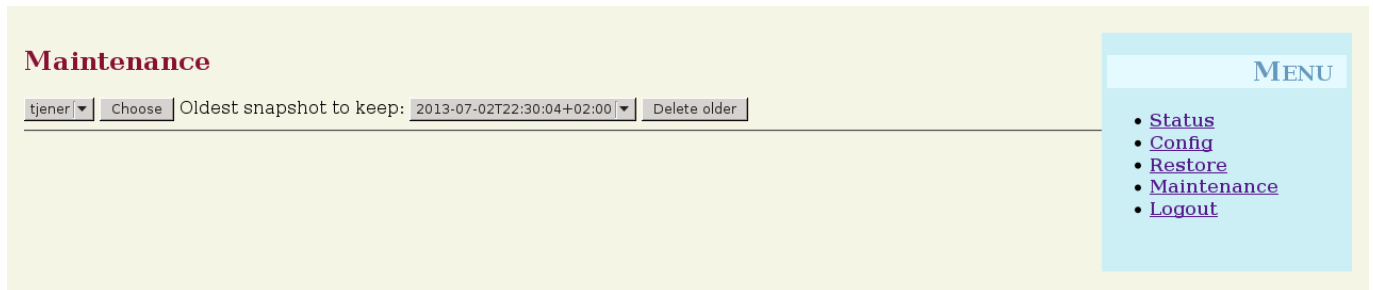 Maintenance
tjener Choose Oldest snapshot to keep: 2013-07-02T22:30:04+02:00 Delete older
MENU
Status
Config
Restore
Maintenance
Logout